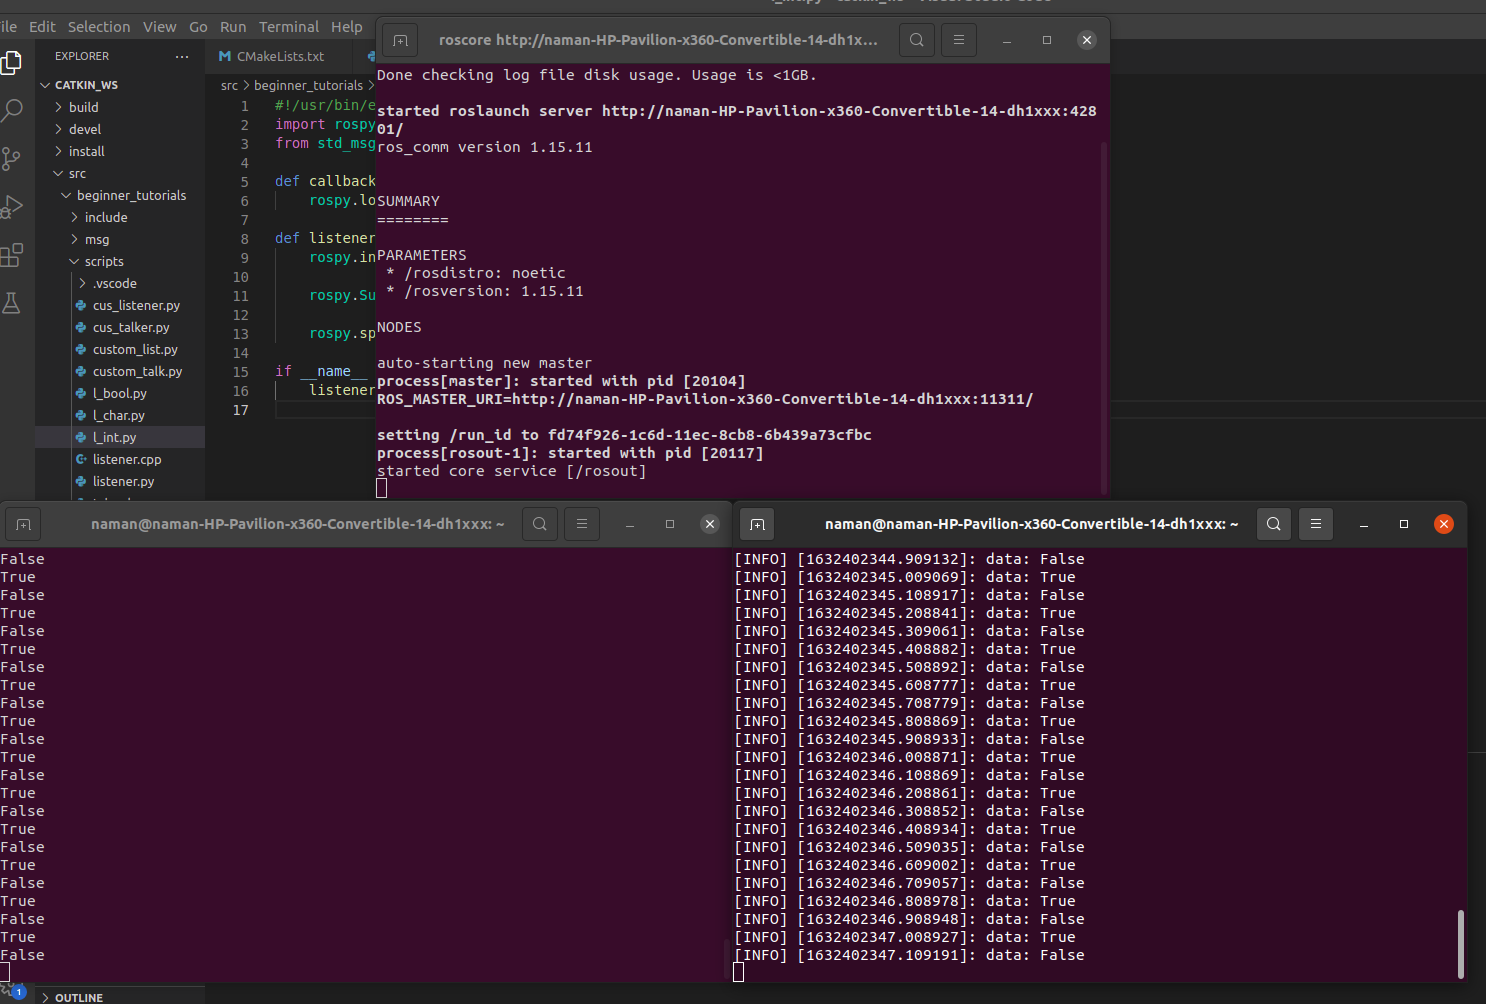 File Edit Selection View Go Run Terminal Help
EXPLORER ...
CMakeLists.txt
CATKIN_WS
build
devel
install
src
beginner_tutorials
include
msg
scripts
.vscode
cus_listener.py
cus_talker.py
custom_list.py
custom_talk.py
l_bool.py
l_char.py
l_int.py
listener.cpp
listener.py
OUTLINE
1
src > beginner_tutorials >
1 #!/usr/bin/e
2 import rospy
3 from std_msg
4
5 def callback
6 rospy.lo
7
8 def listener
9 rospy.in
10
11 rospy.Su
12
13 rospy.sp
14
15 if __name__
16 listener
17
roscore http://naman-HP-Pavilion-x360-Convertible-14-dh1x...
Done checking log file disk usage. Usage is <1GB.
started roslaunch server http://naman-HP-Pavilion-x360-Convertible-14-dh1xxx:428
01/
ros_comm version 1.15.11
SUMMARY
========
PARAMETERS
* /rosdistro: noetic
* /rosversion: 1.15.11
NODES
auto-starting new master
process[master]: started with pid [20104]
ROS_MASTER_URI=http://naman-HP-Pavilion-x360-Convertible-14-dh1xxx:11311/
setting /run_id to fd74f926-1c6d-11ec-8cb8-6b439a73cfbc
process[rosout-1]: started with pid [20117]
started core service [/rosout]
naman@naman-HP-Pavilion-x360-Convertible-14-dh1xxx: ~
False
True
False
True
False
True
False
True
False
True
False
True
False
True
False
True
False
True
False
True
False
True
False
naman@naman-HP-Pavilion-x360-Convertible-14-dh1xxx: ~
[INFO] [1632402344.909132]: data: False
[INFO] [1632402345.009069]: data: True
[INFO] [1632402345.108917]: data: False
[INFO] [1632402345.208841]: data: True
[INFO] [1632402345.309061]: data: False
[INFO] [1632402345.408882]: data: True
[INFO] [1632402345.508892]: data: False
[INFO] [1632402345.608777]: data: True
[INFO] [1632402345.708779]: data: False
[INFO] [1632402345.808869]: data: True
[INFO] [1632402345.908933]: data: False
[INFO] [1632402346.008871]: data: True
[INFO] [1632402346.108869]: data: False
[INFO] [1632402346.208861]: data: True
[INFO] [1632402346.308852]: data: False
[INFO] [1632402346.408934]: data: True
[INFO] [1632402346.509035]: data: False
[INFO] [1632402346.609002]: data: True
[INFO] [1632402346.709057]: data: False
[INFO] [1632402346.808978]: data: True
[INFO] [1632402346.908948]: data: False
[INFO] [1632402347.008927]: data: True
[INFO] [1632402347.109191]: data: False